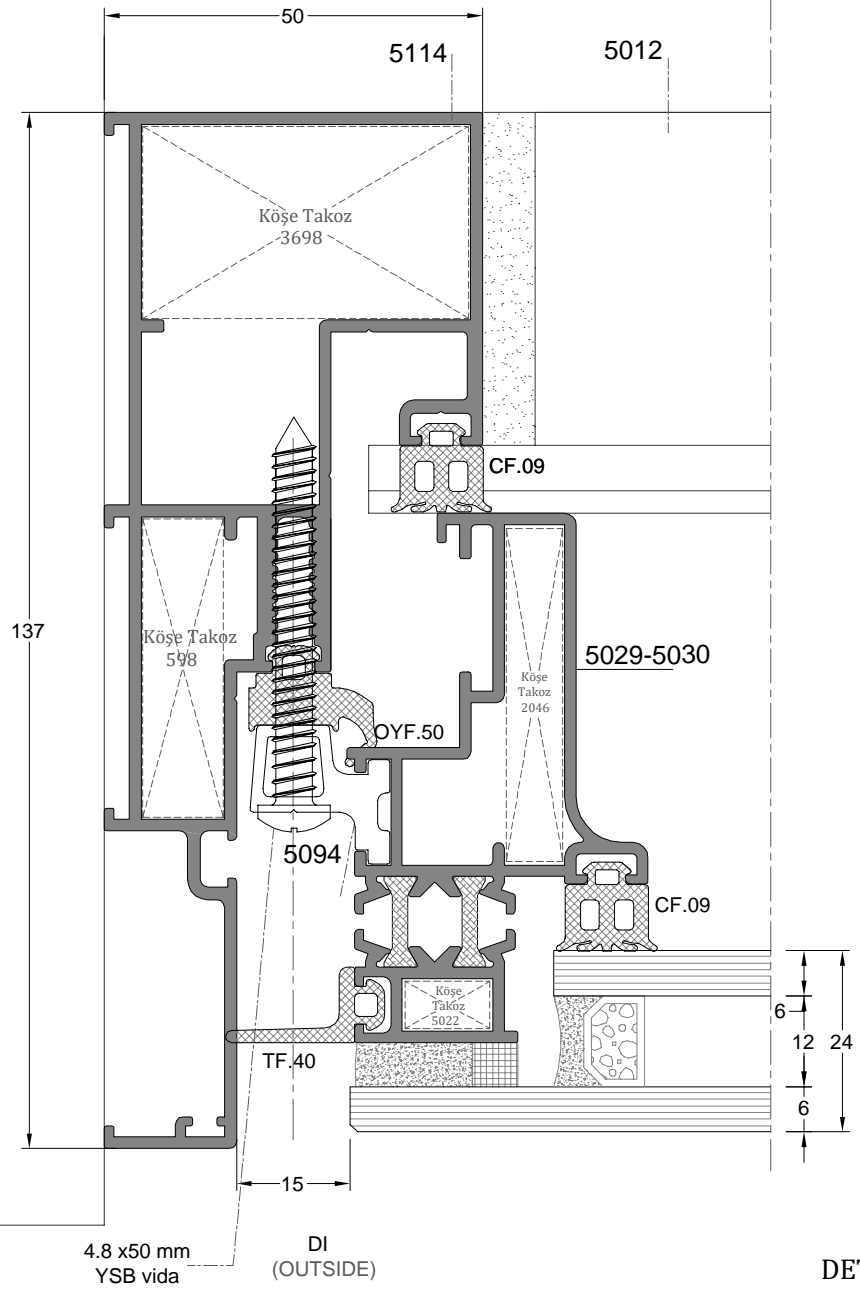 50
5114
5012
Köşe Takoz
3698
CF.09
137
Köşe Takoz
598
5029-5030
Köşe
Takoz
2046
OYF.50
5094
CF.09
Köşe
Takoz
5022
6
12
24
TF.40
6
15
4.8 x50 mm
YSB vida
DI
(OUTSIDE)